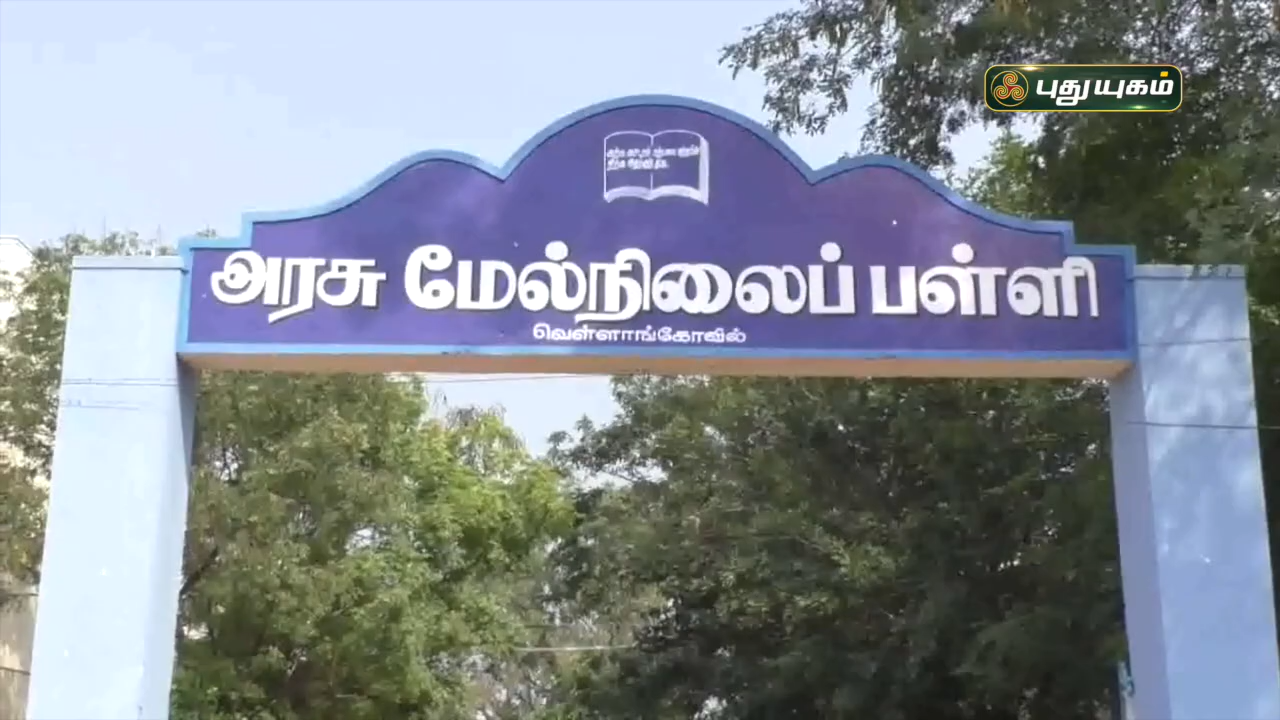 புதுயுகம்
அரசு மேல்நிலைப் பள்ளி
வெள்ளாங்கோவில்